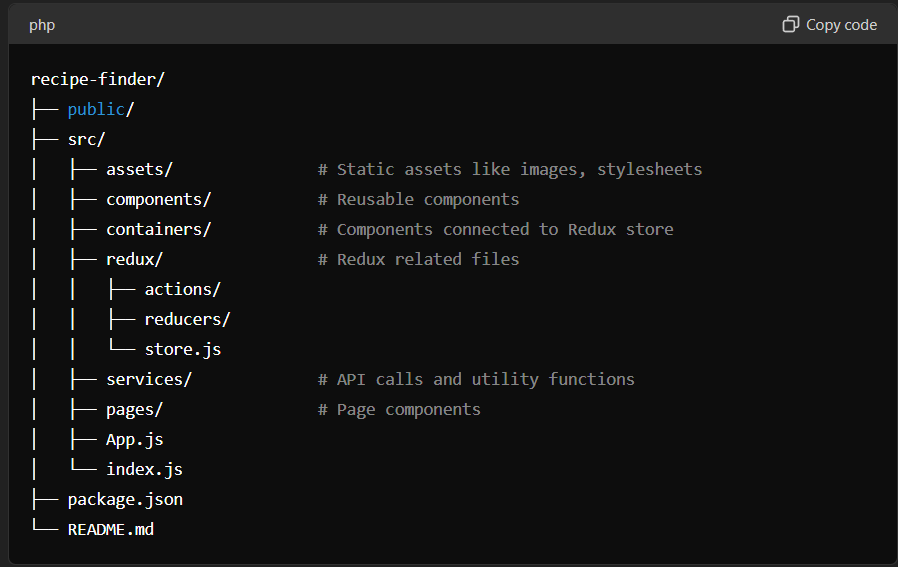 php
Copy code
recipe-finder/
├── public/
├── src/
│   ├── assets/               # Static assets like images, stylesheets
│   ├── components/           # Reusable components
│   ├── containers/           # Components connected to Redux store
│   ├── redux/                # Redux related files
│   │   ├── actions/
│   │   ├── reducers/
│   │   └── store.js
│   ├── services/             # API calls and utility functions
│   ├── pages/                # Page components
│   ├── App.js
│   └── index.js
├── package.json
└── README.md